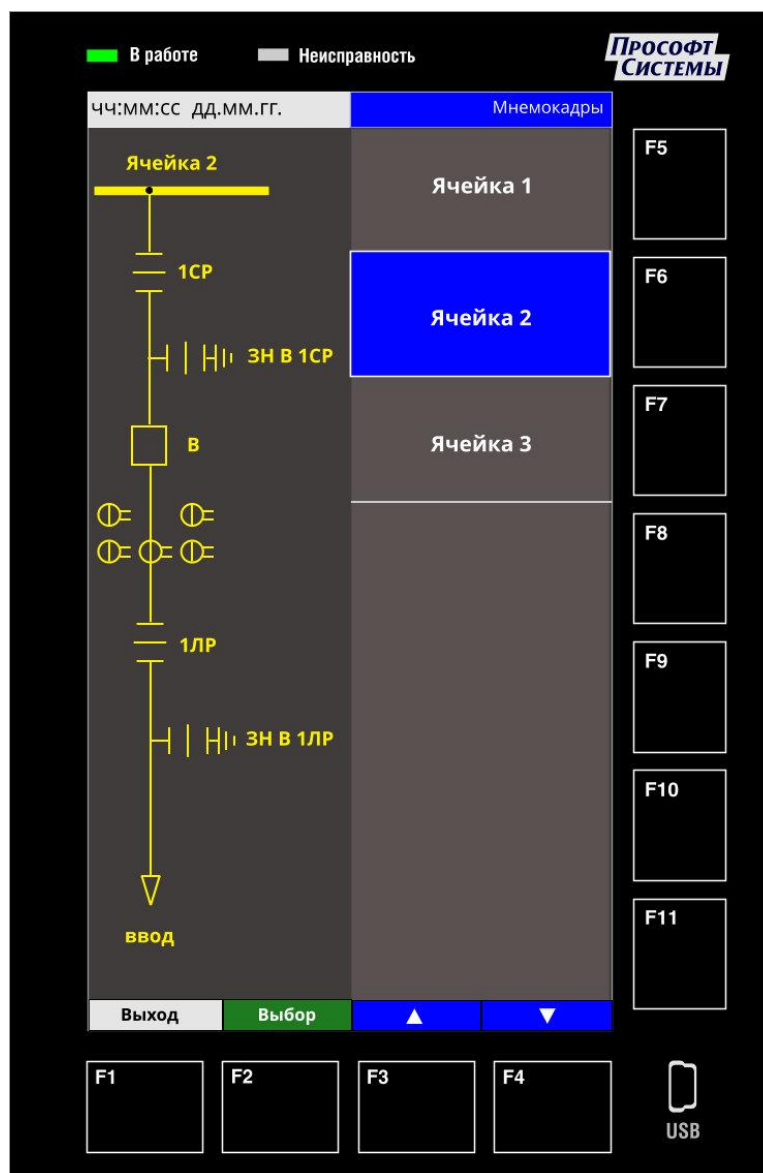 В работе
Неисправность
Прософт
Системы
чч:мм:сс дд.мм.гг.
Мнемокадры
Ячейка 2
1СР
ЗН В 1СР
В
1ЛР
ЗН В 1ЛР
ввод
Ячейка 1
Ячейка 2
Ячейка 3
F5
F6
F7
F8
F9
F10
F11
Выход
Выбор
▲
▼
F1
F2
F3
F4
USB